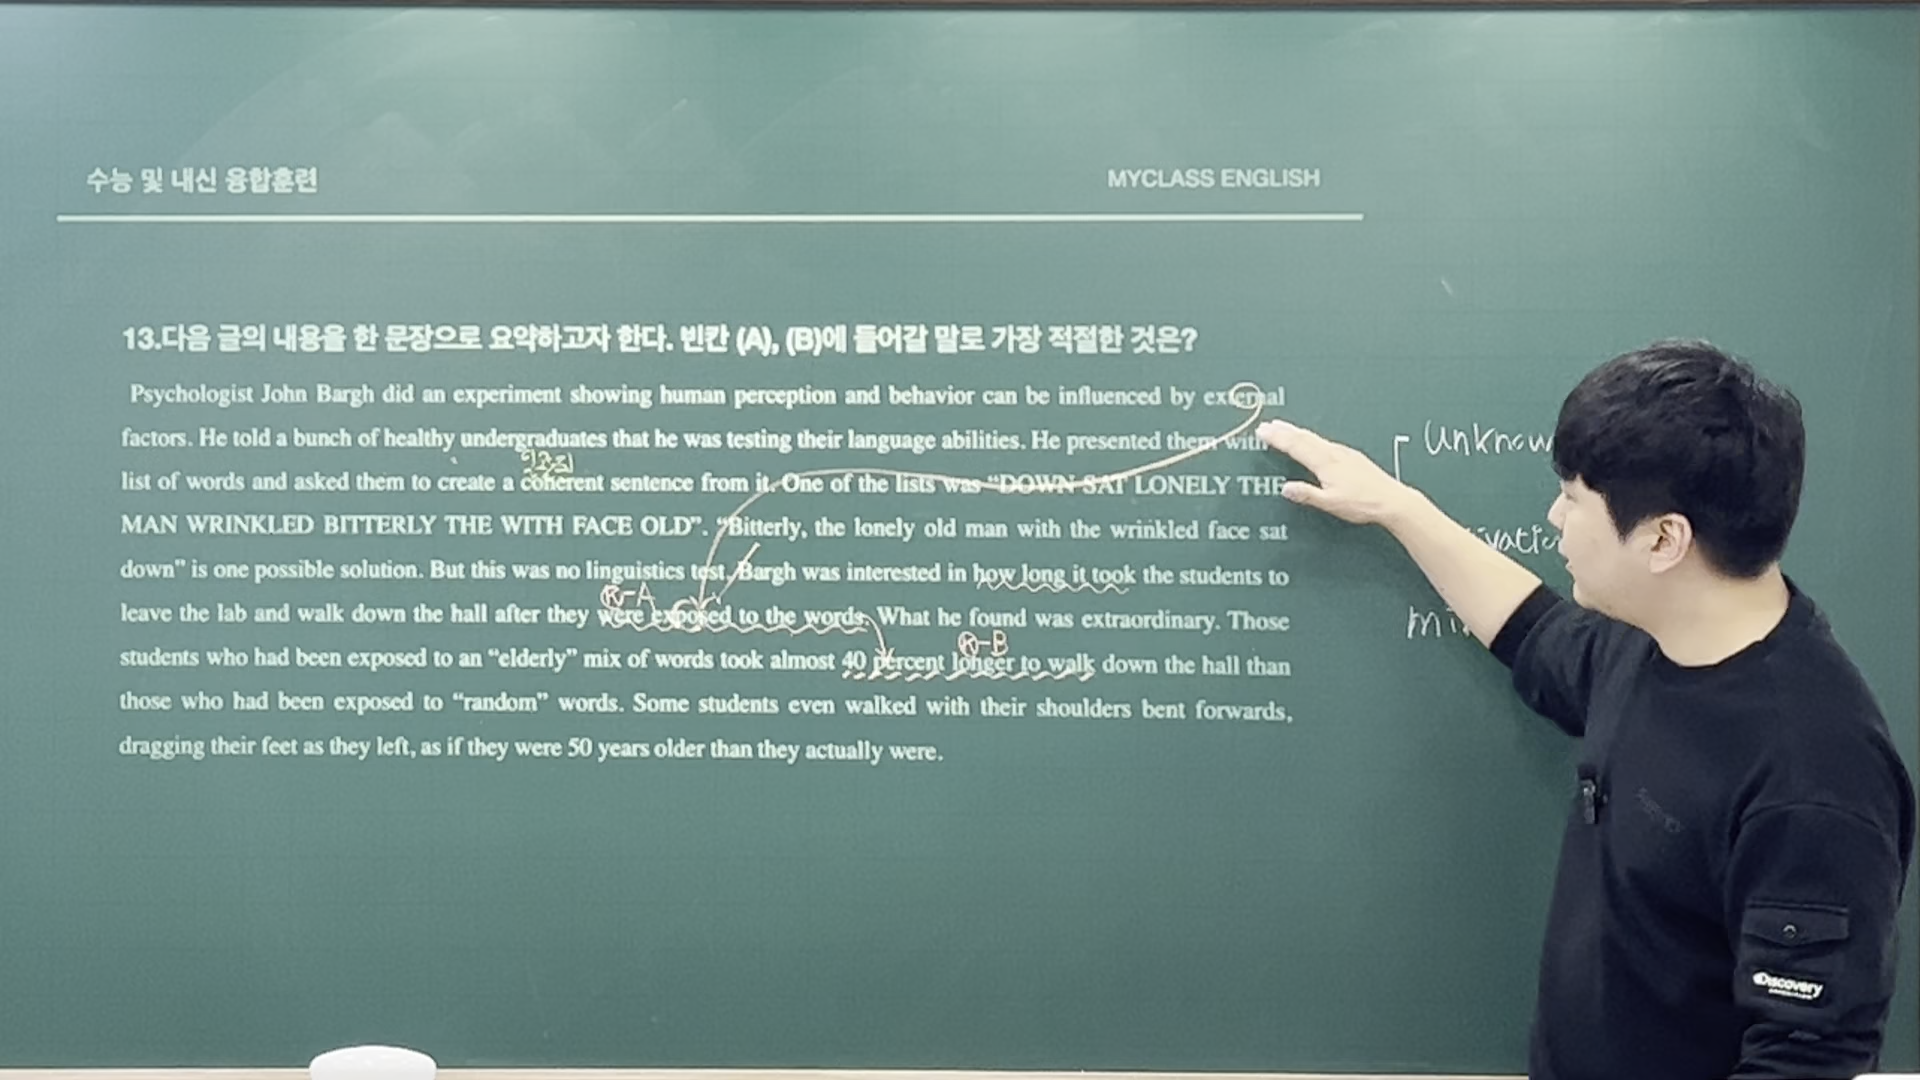 수능 및 내신 융합훈련
MYCLASS ENGLISH
13.다음 글의 내용을 한 문장으로 요약하고자 한다. 빈칸 (A), (B)에 들어갈 말로 가장 적절한 것은?
Psychologist John Bargh did an experiment showing human perception and behavior can be influenced by external
factors. He told a bunch of healthy undergraduates that he was testing their language abilities. He presented them with
list of words and asked them to create a coherent sentence from it. One of the lists was “DOWN SAT LONELY THE
MAN WRINKLED BITTERLY THE WITH FACE OLD”. “Bitterly, the lonely old man with the wrinkled face sat
down” is one possible solution. But this was no linguistics test. Bargh was interested in how long it took the students to
R-A
leave the lab and walk down the hall after they were exposed to the words. What he found was extraordinary. Those
R-B
students who had been exposed to an “elderly” mix of words took almost 40 percent longer to walk down the hall than
those who had been exposed to “random” words. Some students even walked with their shoulders bent forwards,
dragging their feet as they left, as if they were 50 years older than they actually were.
Discovery